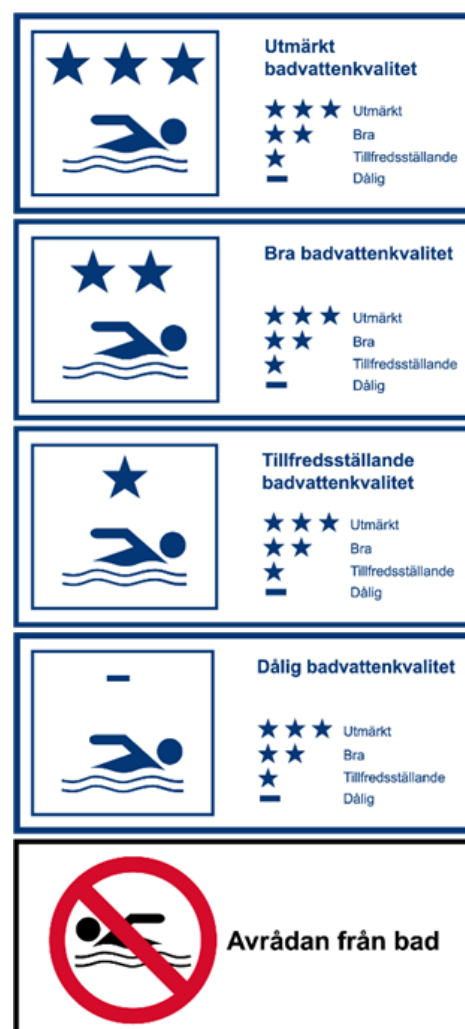 Utmärkt
badvattenkvalitet
Utmärkt
Bra
Tillfredsställande
Dålig
Bra badvattenkvalitet
Utmärkt
Bra
Tillfredsställande
Dålig
Tillfredsställande
badvattenkvalitet
Utmärkt
Bra
Tillfredsställande
Dålig
Dålig badvattenkvalitet
Utmärkt
Bra
Tillfredsställande
Dålig
Avrådan från bad